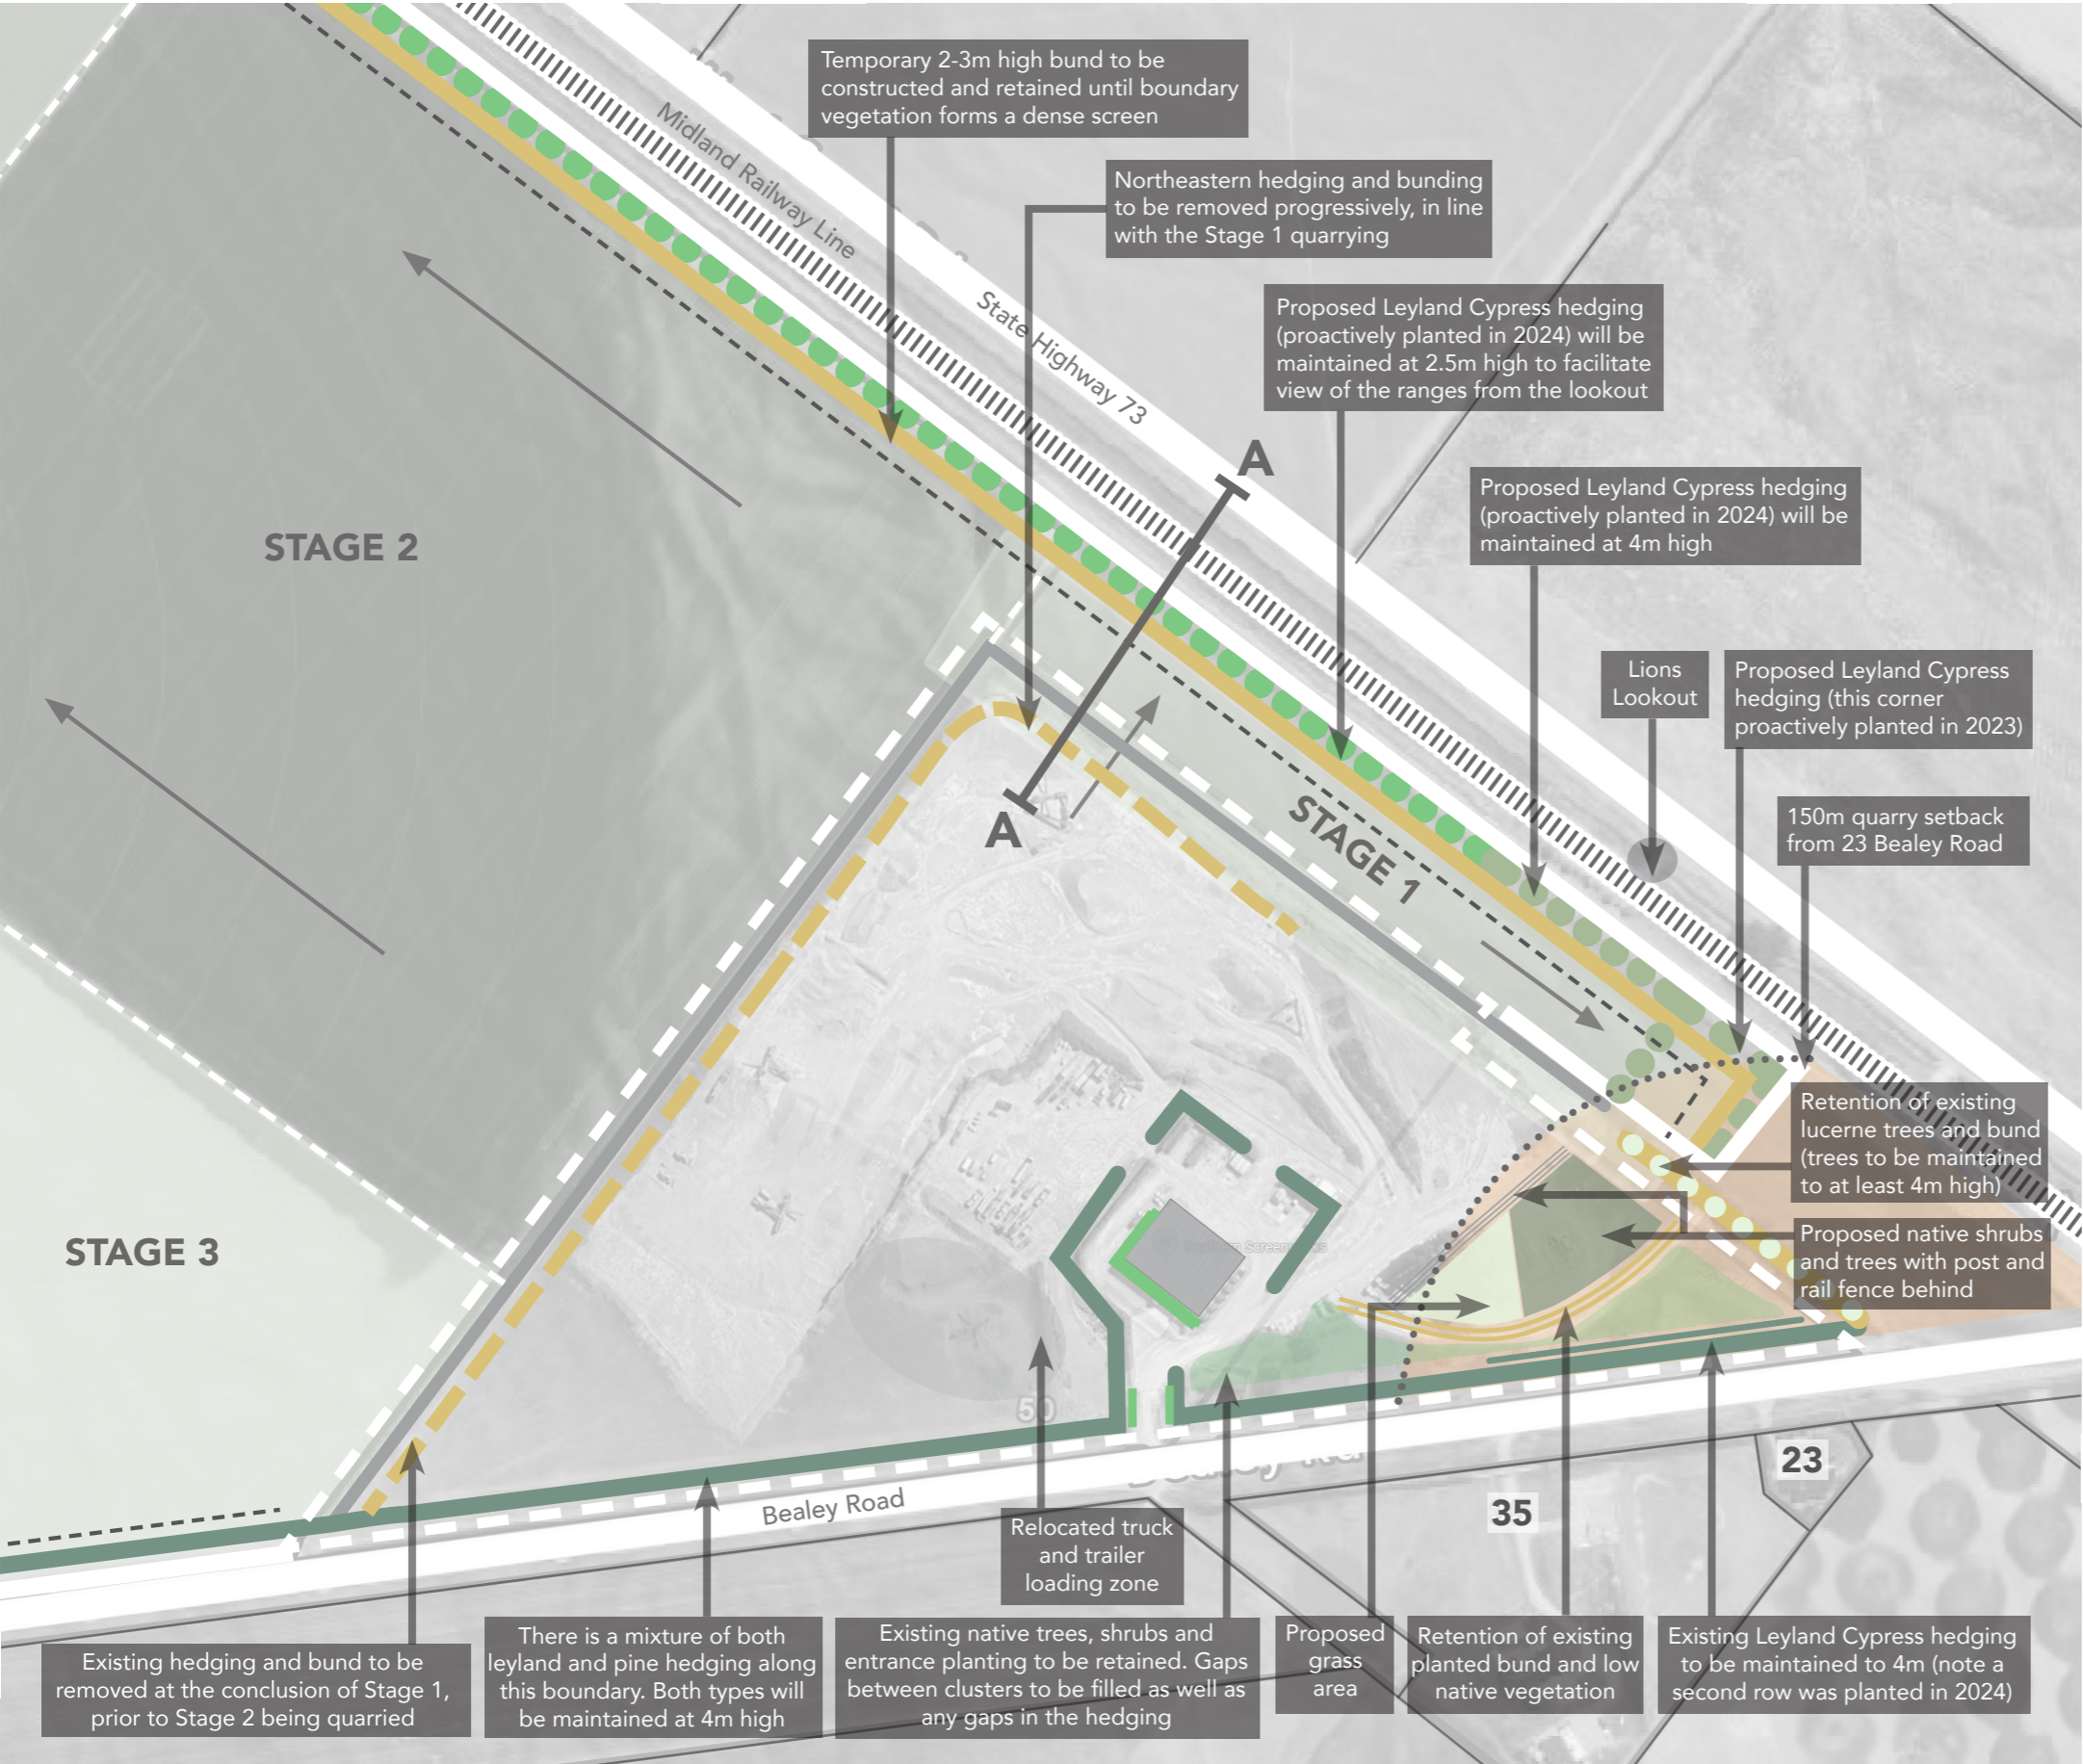 Temporary 2-3m high bund to be
constructed and retained until boundary
vegetation forms a dense screen
Northeastern hedging and bunding
to be removed progressively, in line
with the Stage 1 quarrying
Midland Railway Line
State Highway 73
Proposed Leyland Cypress hedging
(proactively planted in 2024) will be
maintained at 2.5m high to facilitate
view of the ranges from the lookout
A
Proposed Leyland Cypress hedging
(proactively planted in 2024) will be
maintained at 4m high
STAGE 2
Lions
Lookout
Proposed Leyland Cypress
hedging (this corner
proactively planted in 2023)
A
STAGE 1
150m quarry setback
from 23 Bealey Road
Retention of existing
lucerne trees and bund
(trees to be maintained
to at least 4m high)
Proposed native shrubs
and trees with post and
rail fence behind
STAGE 3
50
Bealey Rd
Bealey Road
23
35
Relocated truck
and trailer
loading zone
Existing hedging and bund to be
removed at the conclusion of Stage 1,
prior to Stage 2 being quarried
There is a mixture of both
leyland and pine hedging along
this boundary. Both types will
be maintained at 4m high
Existing native trees, shrubs and
entrance planting to be retained. Gaps
between clusters to be filled as well as
any gaps in the hedging
Proposed
grass
area
Retention of existing
planted bund and low
native vegetation
Existing Leyland Cypress hedging
to be maintained to 4m (note a
second row was planted in 2024)